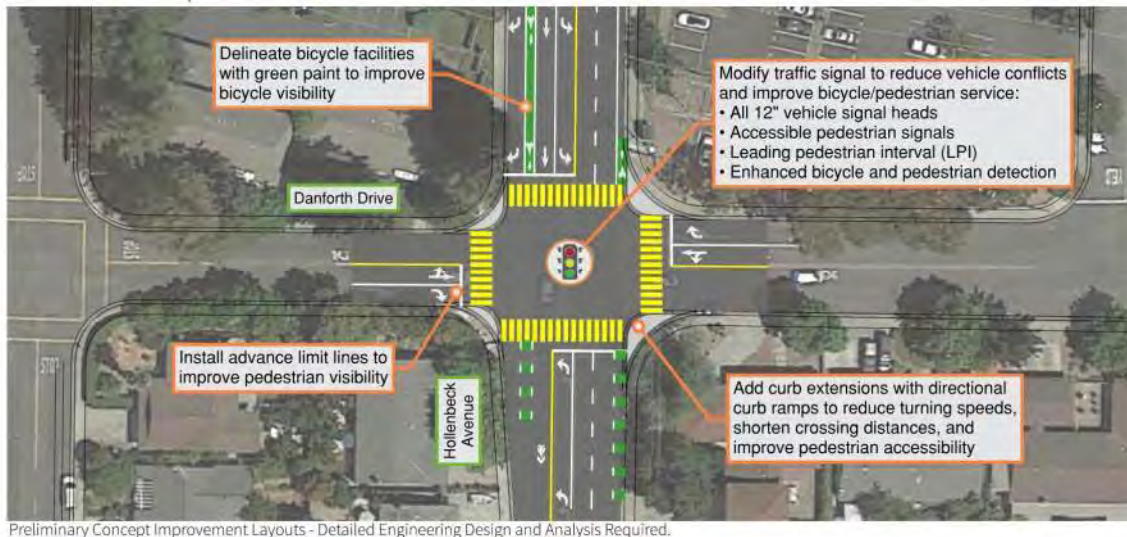 Delineate bicycle facilities
with green paint to improve
bicycle visibility
Modify traffic signal to reduce vehicle conflicts
and improve bicycle/pedestrian service:
• All 12" vehicle signal heads
• Accessible pedestrian signals
• Leading pedestrian interval (LPI)
• Enhanced bicycle and pedestrian detection
Danforth Drive
STOP
STOP
STOP
Install advance limit lines to
improve pedestrian visibility
Hollenbeck
Avenue
Add curb extensions with directional
curb ramps to reduce turning speeds,
shorten crossing distances, and
improve pedestrian accessibility
Preliminary Concept Improvement Layouts - Detailed Engineering Design and Analysis Required.